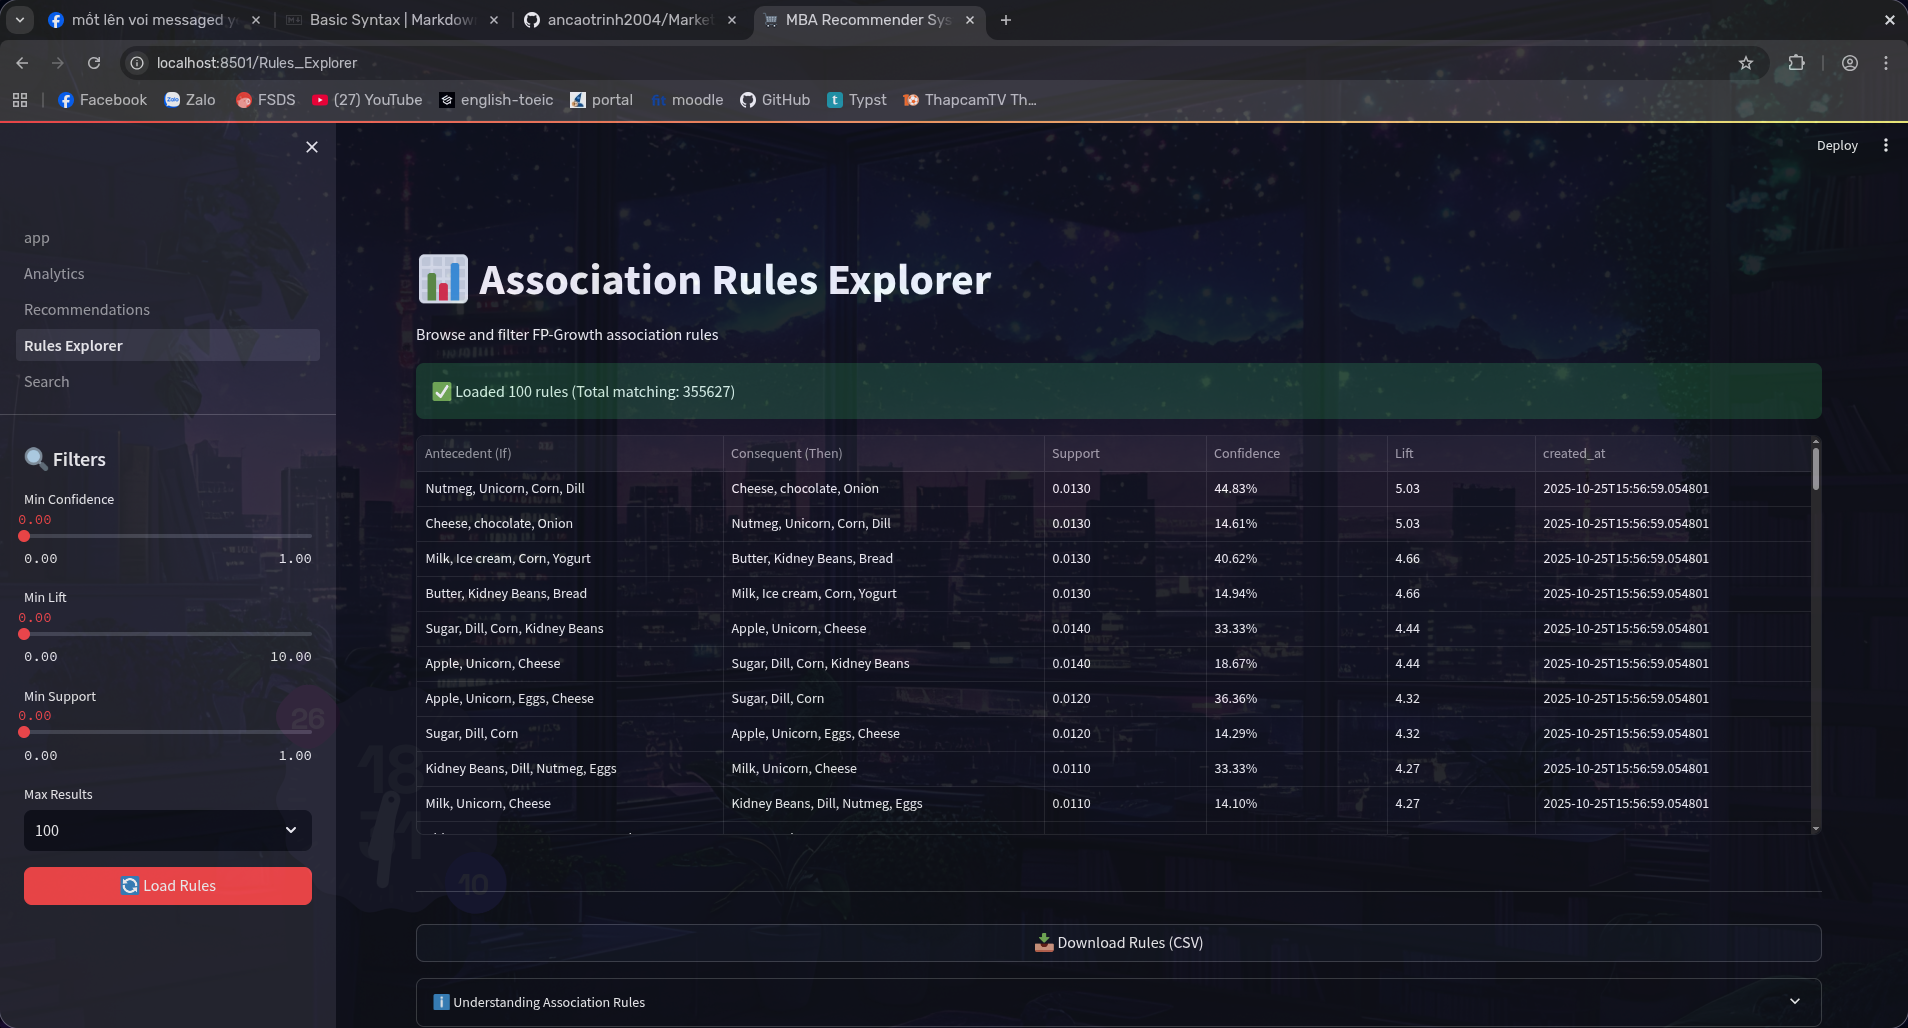 mốt lên voi messaged y
Basic Syntax | Markdow
ancaotrinh2004/Market
MBA Recommender Sys
localhost:8501/Rules_Explorer
Facebook
Zalo
FSDS
(27) YouTube
english-toeic
portal
moodle
GitHub
Typst
ThapcamTV Th...
Deploy
app
Analytics
Recommendations
Rules Explorer
Search
Filters
Min Confidence
0.00
0.00 1.00
Min Lift
0.00
0.00 10.00
Min Support
0.00
0.00 1.00
Max Results
100
Load Rules
Association Rules Explorer
Browse and filter FP-Growth association rules
Loaded 100 rules (Total matching: 355627)
Antecedent (If) Consequent (Then) Support Confidence Lift created_at
Nutmeg, Unicorn, Corn, Dill Cheese, chocolate, Onion 0.0130 44.83% 5.03 2025-10-25T15:56:59.054801
Cheese, chocolate, Onion Nutmeg, Unicorn, Corn, Dill 0.0130 14.61% 5.03 2025-10-25T15:56:59.054801
Milk, Ice cream, Corn, Yogurt Butter, Kidney Beans, Bread 0.0130 40.62% 4.66 2025-10-25T15:56:59.054801
Butter, Kidney Beans, Bread Milk, Ice cream, Corn, Yogurt 0.0130 14.94% 4.66 2025-10-25T15:56:59.054801
Sugar, Dill, Corn, Kidney Beans Apple, Unicorn, Cheese 0.0140 33.33% 4.44 2025-10-25T15:56:59.054801
Apple, Unicorn, Cheese Sugar, Dill, Corn, Kidney Beans 0.0140 18.67% 4.44 2025-10-25T15:56:59.054801
Apple, Unicorn, Eggs, Cheese Sugar, Dill, Corn 0.0120 36.36% 4.32 2025-10-25T15:56:59.054801
Sugar, Dill, Corn Apple, Unicorn, Eggs, Cheese 0.0120 14.29% 4.32 2025-10-25T15:56:59.054801
Kidney Beans, Dill, Nutmeg, Eggs Milk, Unicorn, Cheese 0.0110 33.33% 4.27 2025-10-25T15:56:59.054801
Milk, Unicorn, Cheese Kidney Beans, Dill, Nutmeg, Eggs 0.0110 14.10% 4.27 2025-10-25T15:56:59.054801
26
18
10
Download Rules (CSV)
Understanding Association Rules